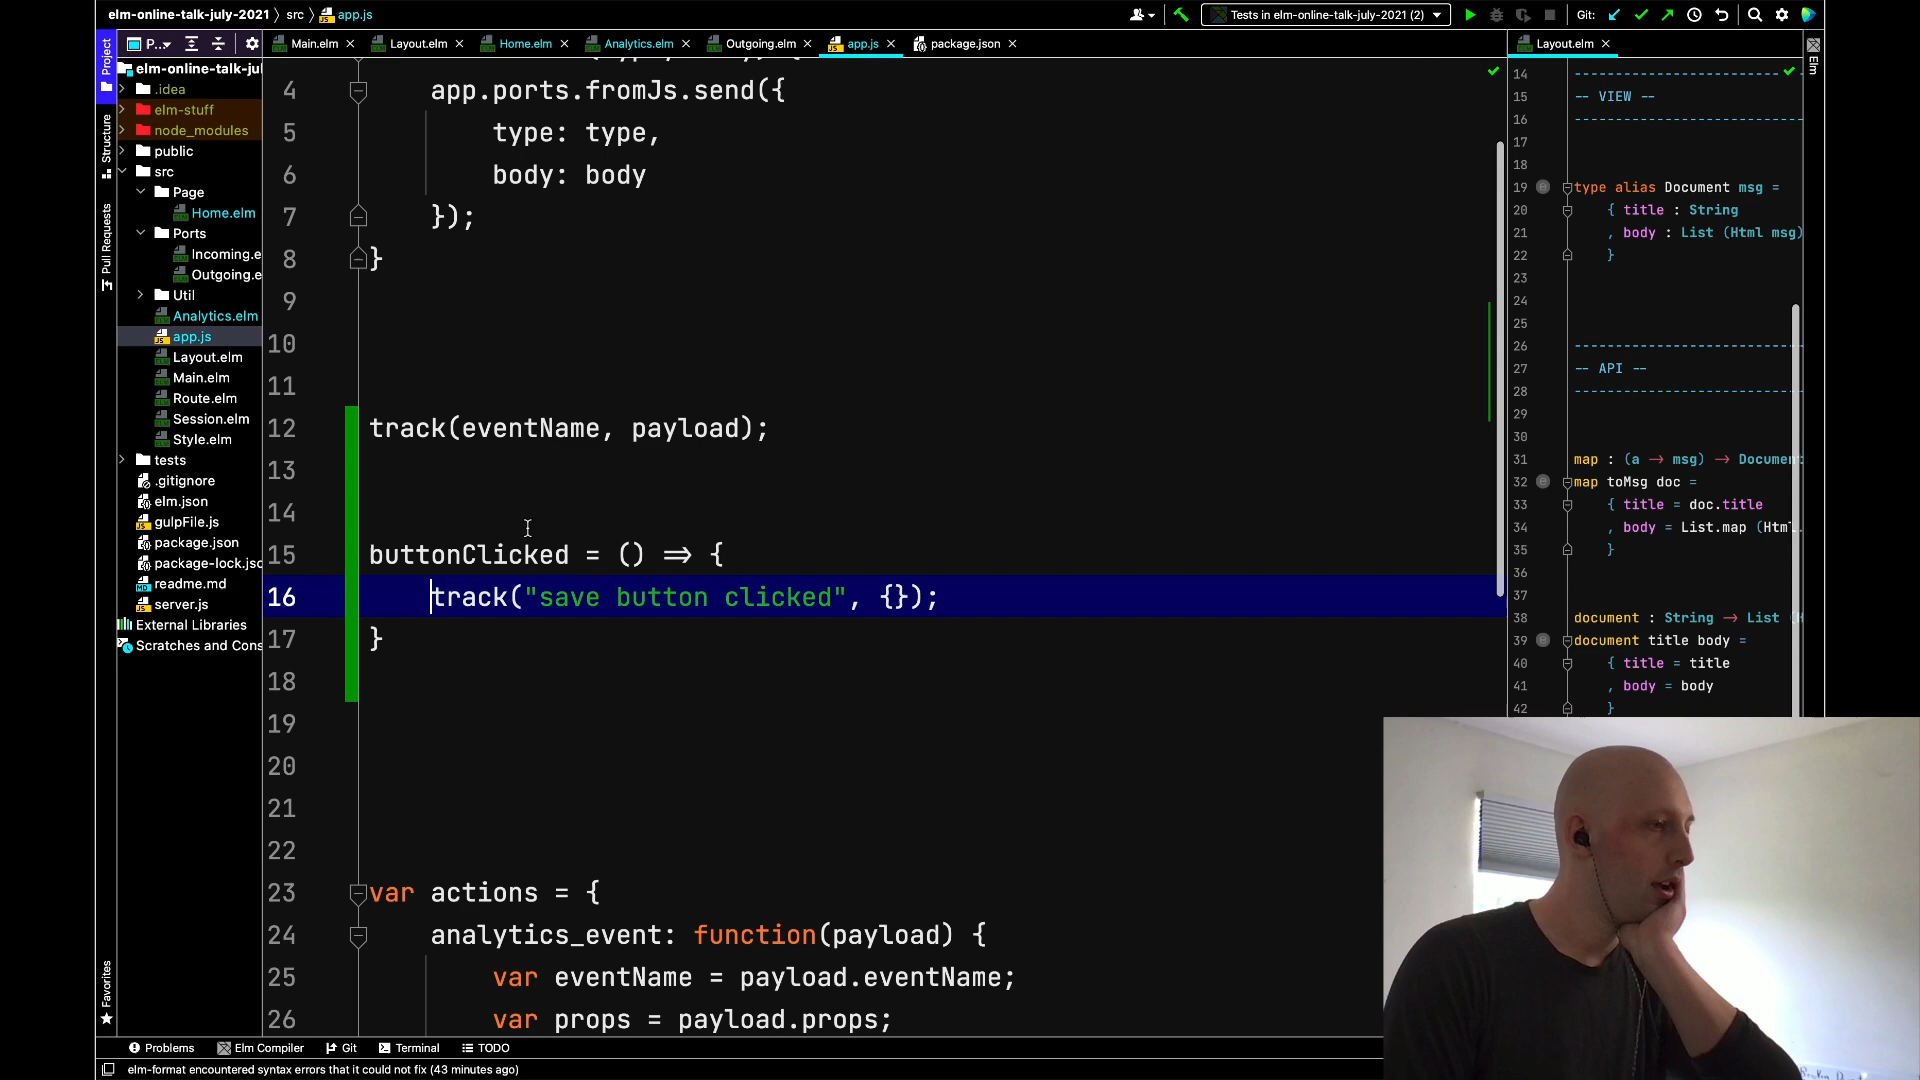 elm-online-talk-july-2021 src app.js
Tests in elm-online-talk-july-2021 (2)
Git:
P...
Main.elm
Layout.elm
Home.elm
Analytics.elm
Outgoing.elm
app.js
package.json
Layout.elm
Project
Structure
Pull Requests
Favorites
Elm
elm-online-talk-jul
.idea
elm-stuff
node_modules
public
src
Page
Home.elm
Ports
Incoming.e
Outgoing.e
Util
Analytics.elm
app.js
Layout.elm
Main.elm
Route.elm
Session.elm
Style.elm
tests
.gitignore
elm.json
gulpFile.js
package.json
package-lock.jsc
readme.md
server.js
External Libraries
Scratches and Cons
4 app.ports.fromJs.send({
5 type: type,
6 body: body
7 });
8 }
9
10
11
12 track(eventName, payload);
13
14
15 buttonClicked = () => {
16 track("save button clicked", {});
17 }
18
19
20
21
22
23 var actions = {
24 analytics_event: function(payload) {
25 var eventName = payload.eventName;
26 var props = payload.props;
14 --------------------------------
15 -- VIEW --
16 --------------------------------
17
18
19 type alias Document msg =
20 { title : String
21 , body : List (Html msg)
22 }
23
24
25
26 --------------------------------
27 -- API --
28 --------------------------------
29
30
31 map : (a -> msg) -> Documen
32 map toMsg doc =
33 { title = doc.title
34 , body = List.map (Html.
35 }
36
37
38 document : String -> List (H
39 document title body =
40 { title = title
41 , body = body
42 }
Problems
Elm Compiler
Git
Terminal
TODO
elm-format encountered syntax errors that it could not fix (43 minutes ago)